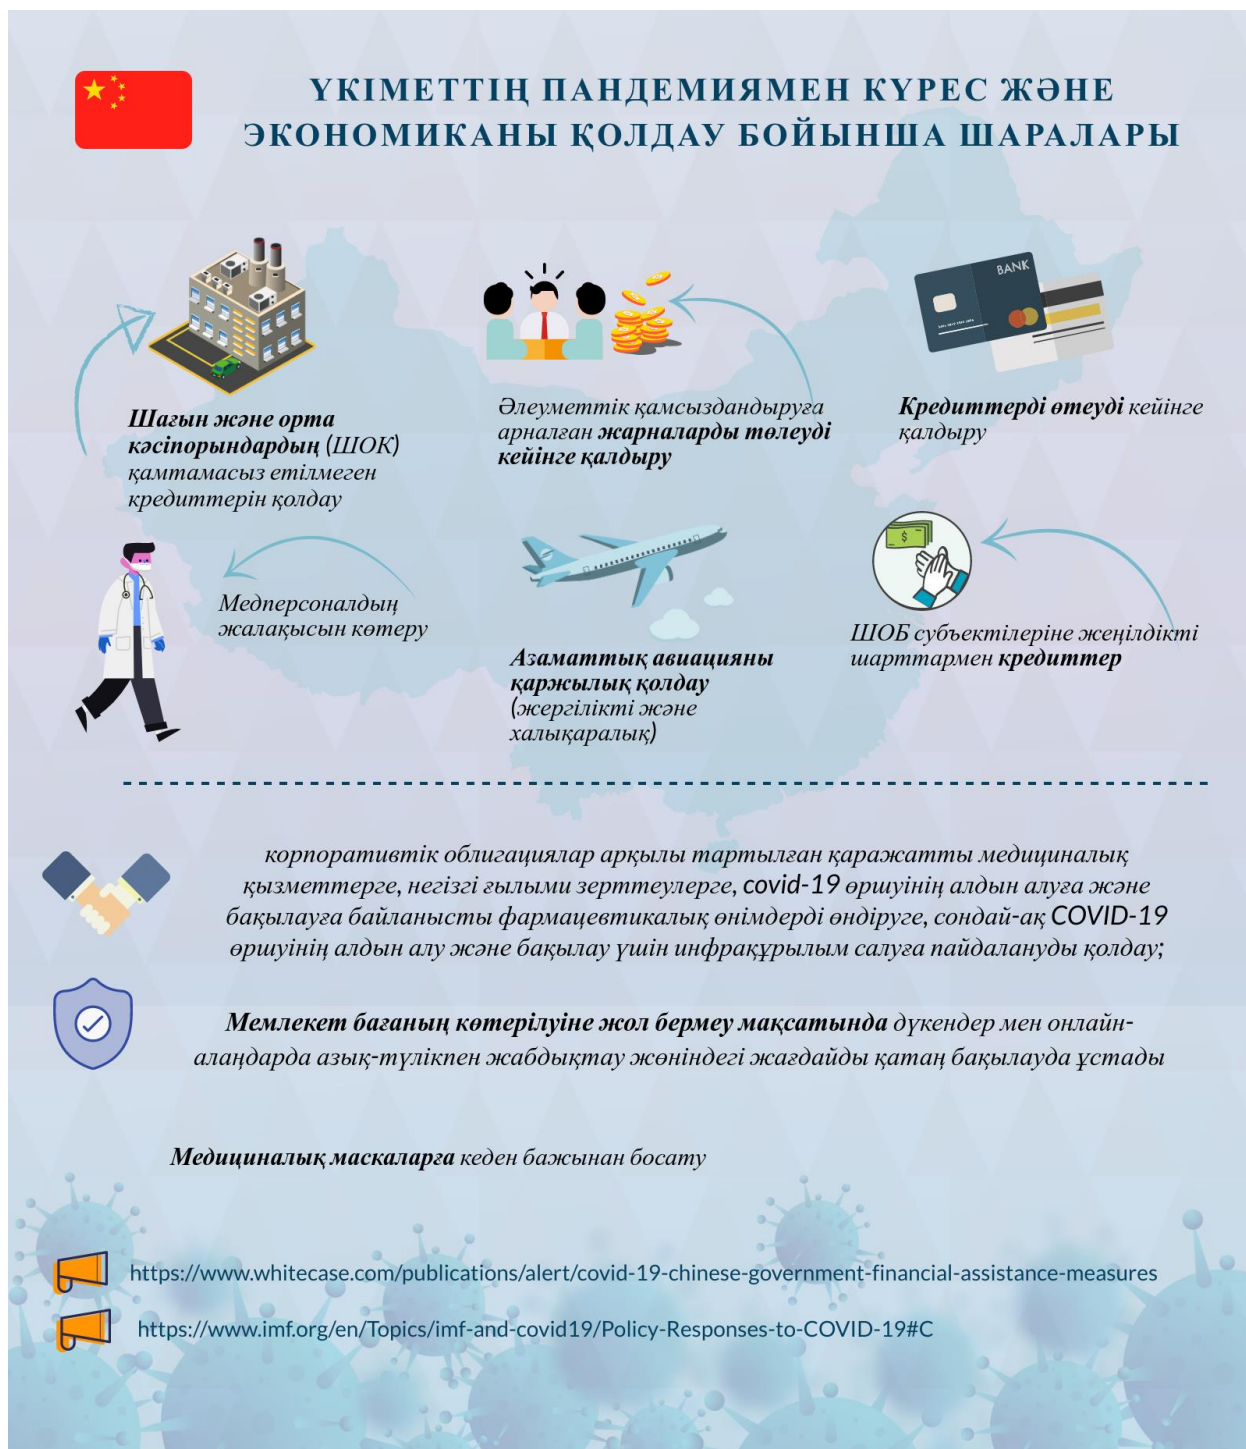 ҮКІМЕТТІҢ ПАНДЕМИЯМЕН КҮРЕС ЖӘНЕ
ЭКОНОМИКАНЫ ҚОЛДАУ БОЙЫНША ШАРАЛАРЫ
Шағын және орта
кәсіпорындардың (ШОК)
қамтамасыз етілмеген
кредиттерін қолдау
Әлеуметтік қамсыздандыруға
арналған жарналарды төлеуді
кейінге қалдыру
BANK
Кредиттерді өтеуді кейінге
қалдыру
Медперсоналдың
жалақысын көтеру
Азаматтық авиацияны
қаржылық қолдау
(жергілікті және
халықаралық)
$
ШОБ субъектілеріне жеңілдікті
шарттармен кредиттер
корпоративтік облигациялар арқылы тартылған қаражатты медициналық
қызметтерге, негізгі ғылыми зерттеулерге, covid-19 өршуінің алдын алуға және
бақылауға байланысты фармацевтикалық өнімдерді өндіруге, сондай-ақ COVID-19
өршуінің алдын алу және бақылау үшін инфрақұрылым салуға пайдалануды қолдау;
Мемлекет бағаның көтерілуіне жол бермеу мақсатында дүкендер мен онлайн-
алаңдарда азық-түлікпен жабдықтау жөніндегі жағдайды қатаң бақылауда ұстады
Медициналық маскаларға кеден бажынан босату
https://www.whitecase.com/publications/alert/covid-19-chinese-government-financial-assistance-measures
https://www.imf.org/en/Topics/imf-and-covid19/Policy-Responses-to-COVID-19#C